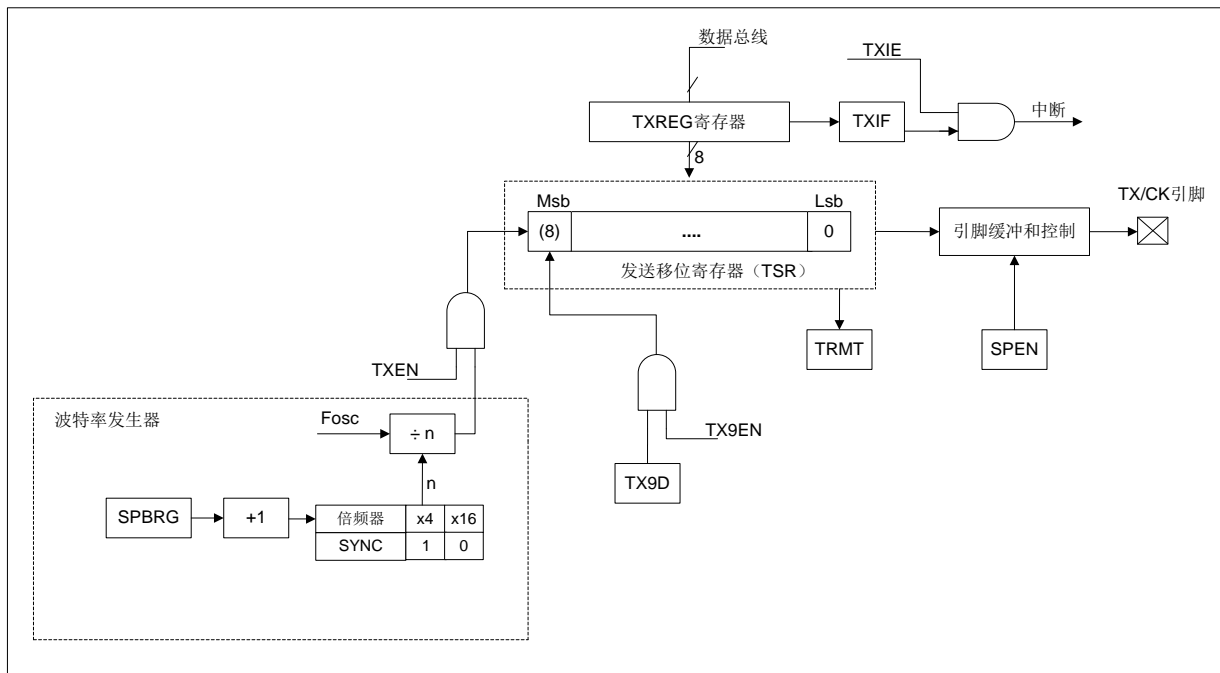 数据总线
TXIE
TXREG寄存器
TXIF
中断
8
Msb
Lsb
TX/CK引脚
(8)
....
0
引脚缓冲和控制
发送移位寄存器（TSR）
TXEN
TRMT
SPEN
波特率发生器
Fosc
÷ n
TX9EN
n
TX9D
SPBRG
+1
倍频器 x4 x16
SYNC 1 0